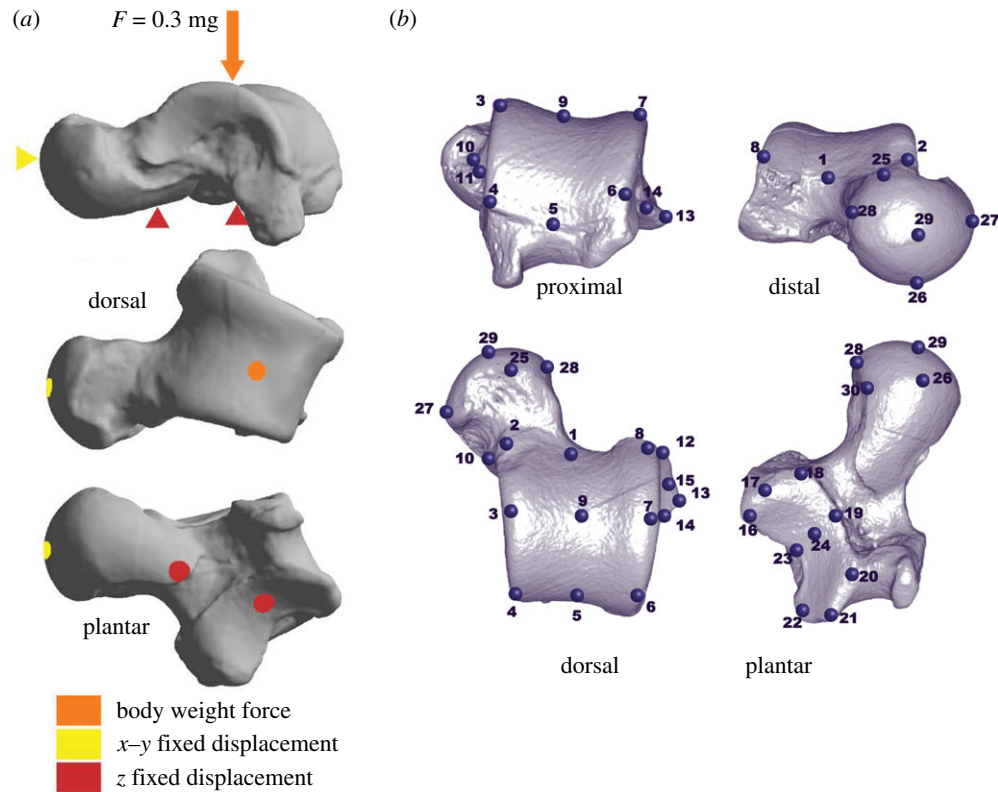 (a)
F = 0.3 mg
dorsal
plantar
body weight force
x–y fixed displacement
z fixed displacement
(b)
3 9 7
10
11
4 6 14
5 13
proximal
8 1 25 2
28 29 27
26
distal
29 25 28
27
2 1 8 12
10
15
3 9 7 13
14
4 5 6
dorsal
29
28
30 26
18
17
16 19
24
23
20
22 21
plantar